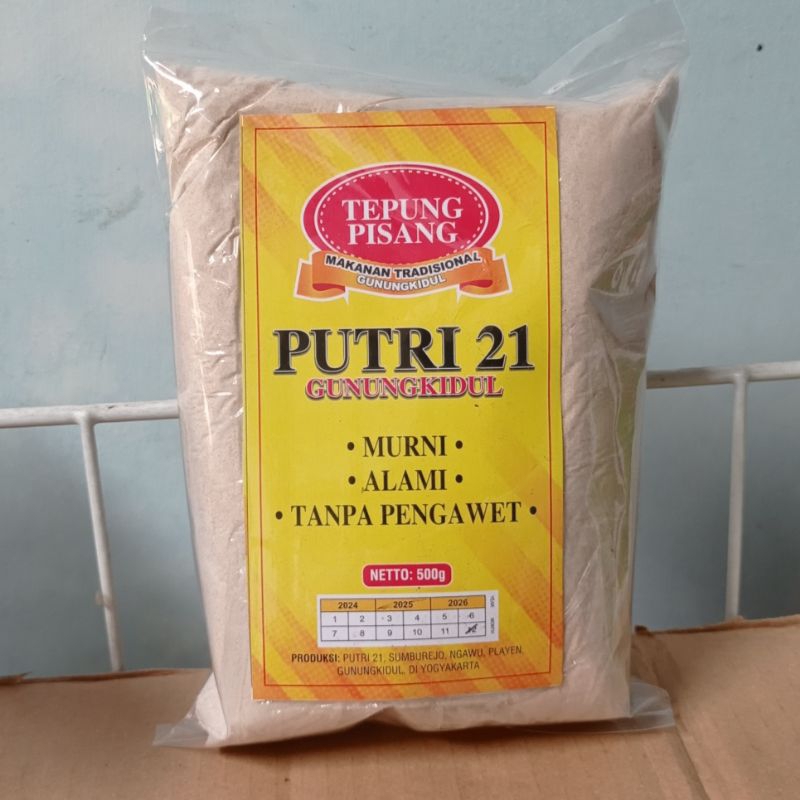 TEPUNG
PISANG
MAKANAN TRADISIONAL
GUNUNGKIDUL
PUTRI 21
GUNUNGKIDUL
• MURNI •
• ALAMI •
• TANPA PENGAWET •
NETTO: 500g
2024 2025 2026
1 2 3 4 5 6
7 8 9 10 11
PRODUKSI: PUTRI 21, SUMBUREJO, NGAWU, PLAYEN,
GUNUNGKIDUL, DI YOGYAKARTA